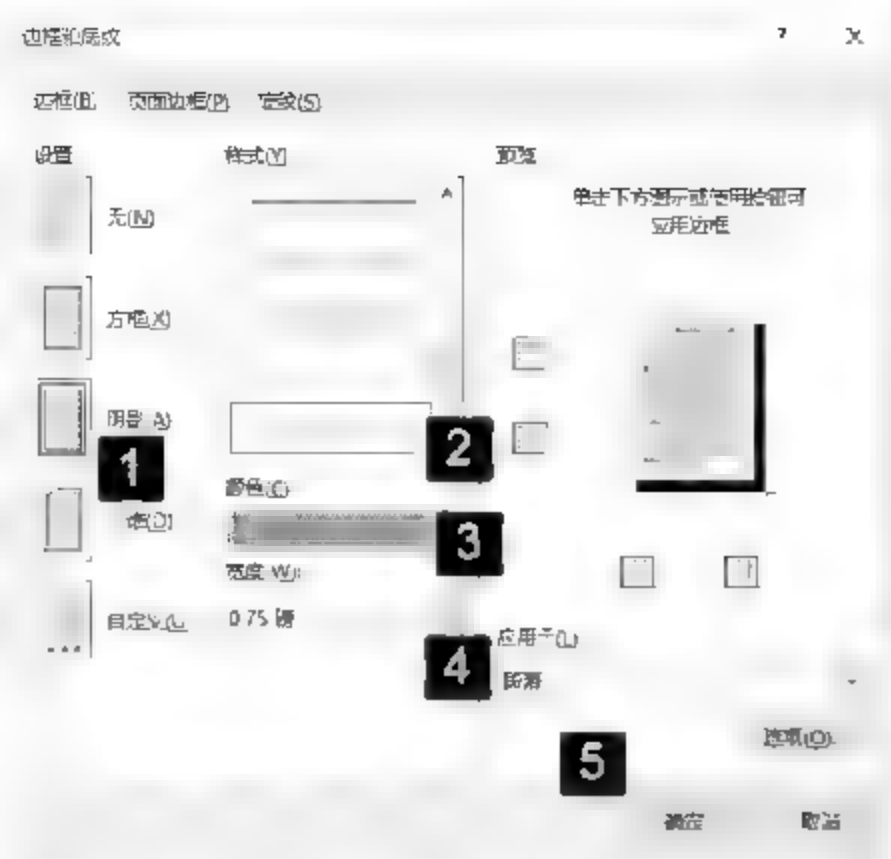 边框和底纹 ? X
边框(B) 页面边框(P) 底纹(S)
设置 样式(Y) 预览
单击下方图示或使用按钮可
应用边框
无(N)
方框(X)
阴影(A)
1
2
颜色(C)
3
(D)
宽度(W):
自定义(U) 0.75 磅
应用于(L)
4 段落
选项(O)
5
确定 取消